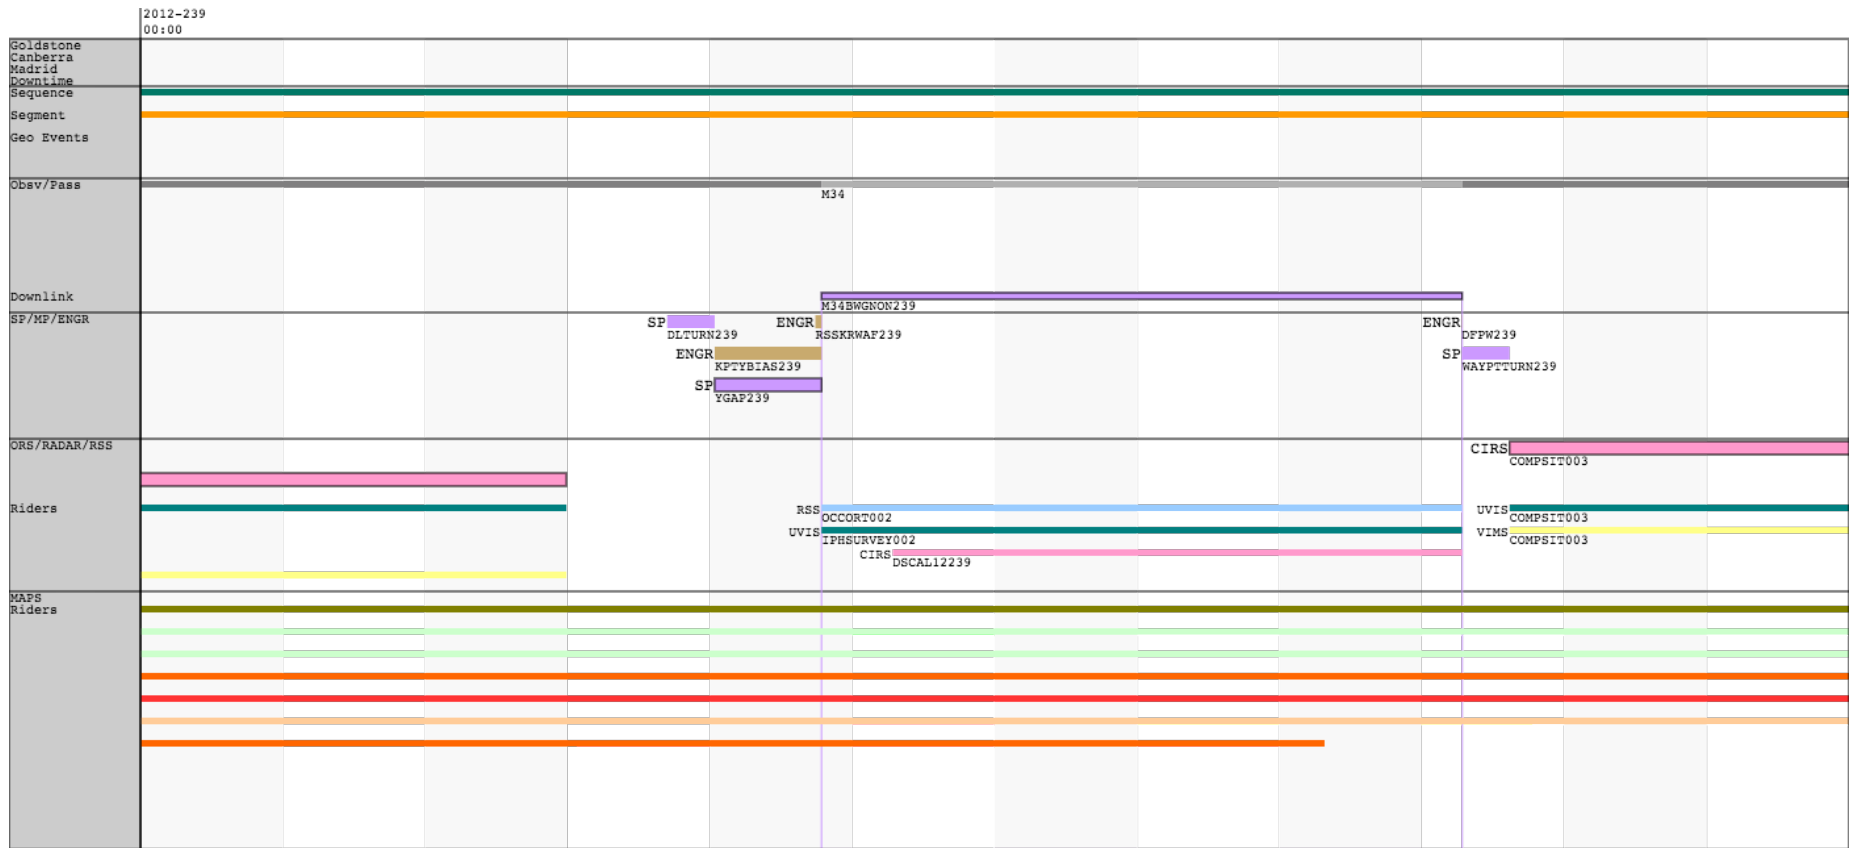 2012-239
00:00
Goldstone
Canberra
Madrid
Downtime
Sequence
Segment
Geo Events
Obsv/Pass
M34
Downlink
M34BWGNON239
SP/MP/ENGR
SP
ENGR
ENGR
DLTURN239
RSSKRWAF239
DFPW239
ENGR
SP
KPTYBIAS239
WAYPTTURN239
SP
YGAP239
ORS/RADAR/RSS
CIRS
COMPSIT003
Riders
RSS
UVIS
OCCORT002
COMPSIT003
UVIS
VIMS
IPHSURVEY002
COMPSIT003
CIRS
DSCAL12239
MAPS
Riders